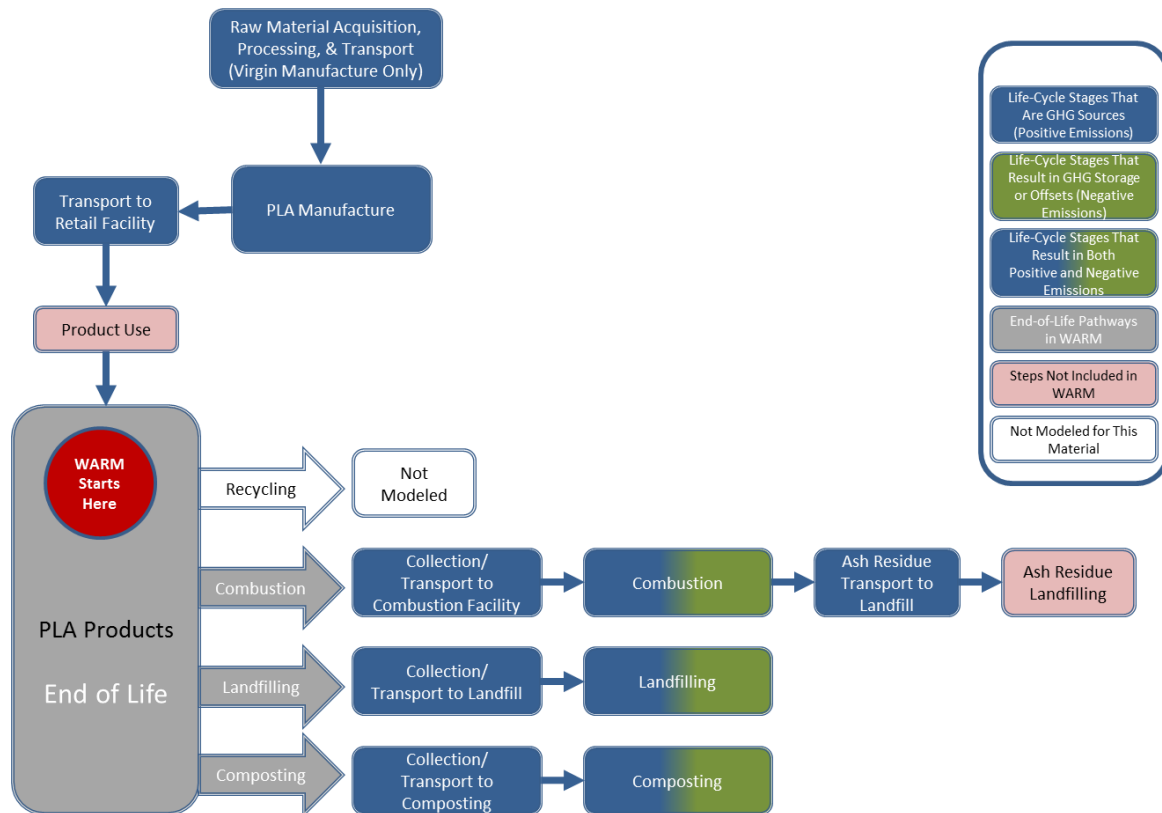 Raw Material Acquisition,
Processing, & Transport
(Virgin Manufacture Only)
PLA Manufacture
Transport to
Retail Facility
Product Use
WARM
Starts
Here
PLA Products
End of Life
Recycling
Not
Modeled
Combustion
Collection/
Transport to
Combustion Facility
Combustion
Ash Residue
Transport to
Landfill
Ash Residue
Landfilling
Landfilling
Collection/
Transport to Landfill
Landfilling
Composting
Collection/
Transport to
Composting
Composting
Life-Cycle Stages That
Are GHG Sources
(Positive Emissions)
Life-Cycle Stages That
Result in GHG Storage
or Offsets (Negative
Emissions)
Life-Cycle Stages That
Result in Both
Positive and Negative
Emissions
End-of-Life Pathways
in WARM
Steps Not Included in
WARM
Not Modeled for This
Material